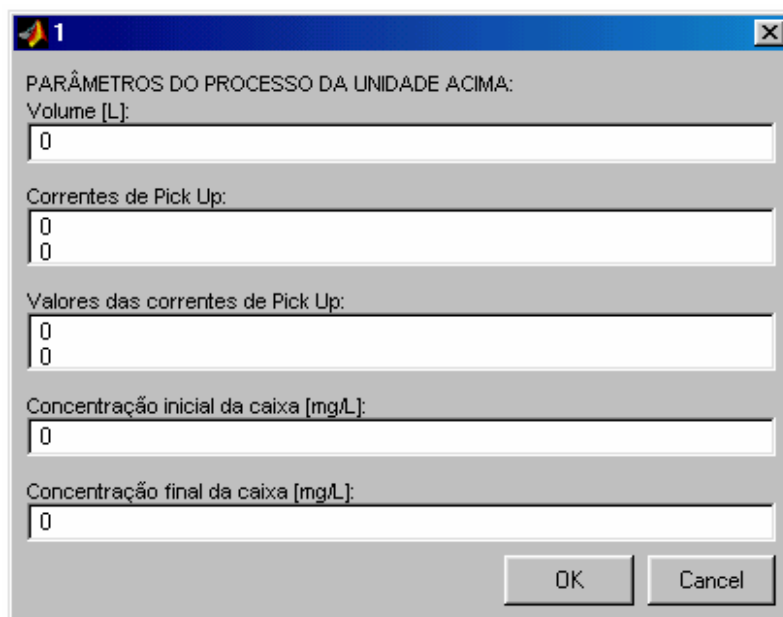 1
PARÂMETROS DO PROCESSO DA UNIDADE ACIMA:
Volume [L]:
0
Correntes de Pick Up:
0
0
Valores das correntes de Pick Up:
0
0
Concentração inicial da caixa [mg/L]:
0
Concentração final da caixa [mg/L]:
0
OK Cancel